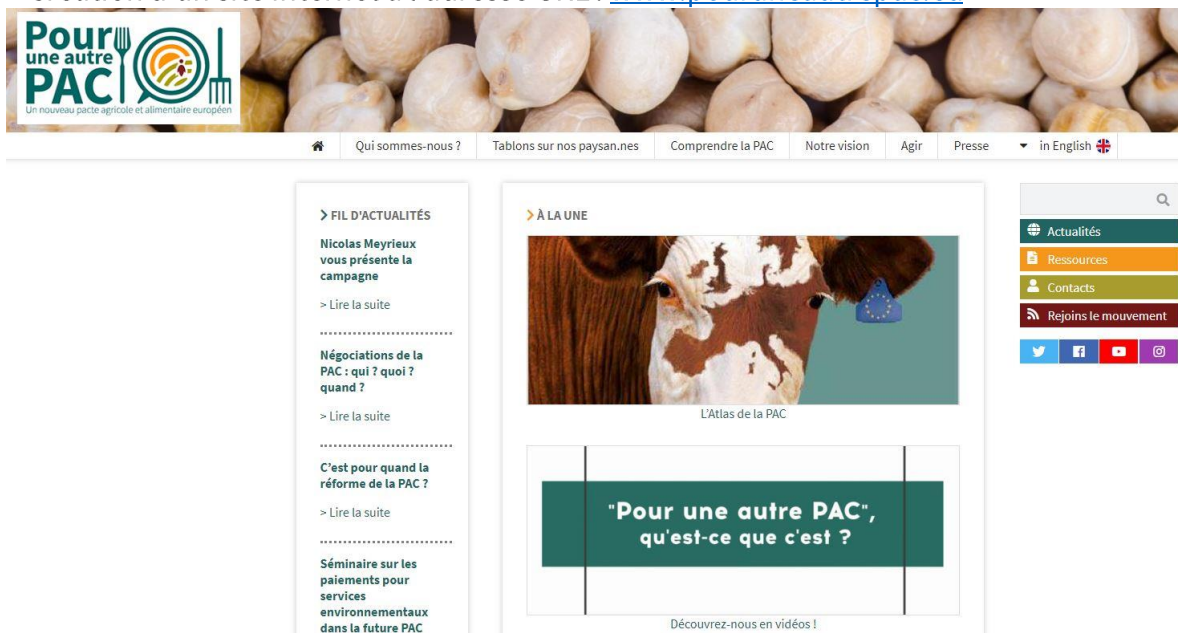 Pour
une autre
PAC
Un nouveau pacte agricole et alimentaire européen
Qui sommes-nous ?
Tablons sur nos paysan.nes
Comprendre la PAC
Notre vision
Agir
Presse
in English
FIL D'ACTUALITÉS
Nicolas Meyrieux
vous présente la
campagne
> Lire la suite
Négociations de la
PAC : qui ? quoi ?
quand ?
> Lire la suite
C'est pour quand la
réforme de la PAC ?
> Lire la suite
Séminaire sur les
paiements pour
services
environnementaux
dans la future PAC
À LA UNE
L'Atlas de la PAC
"Pour une autre PAC",
qu'est-ce que c'est ?
Découvrez-nous en vidéos !
Actualités
Ressources
Contacts
Rejoins le mouvement